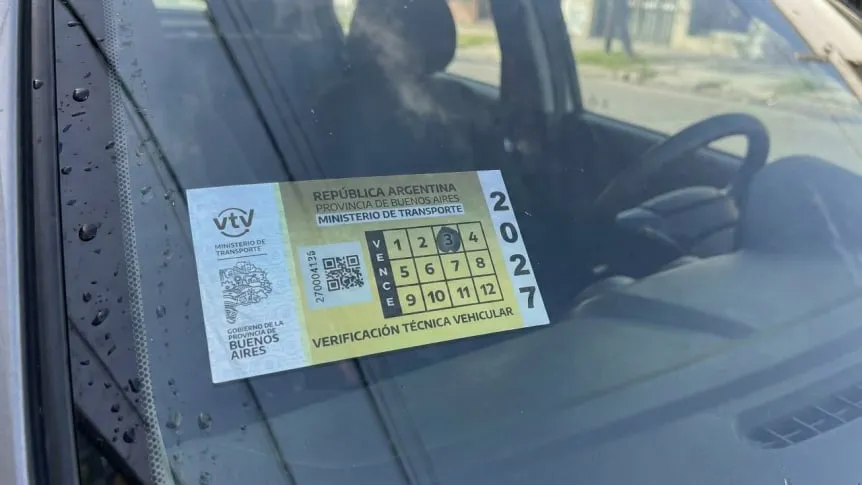 vtv
MINISTERIO DE
TRANSPORTE
GOBIERNO DE LA
PROVINCIA DE
BUENOS
AIRES
REPÚBLICA ARGENTINA
PROVINCIA DE BUENOS AIRES
MINISTERIO DE TRANSPORTE
270004136
VENCE
1 2 3 4
5 6 7 8
9 10 11 12
VERIFICACIÓN TÉCNICA VEHICULAR
2027